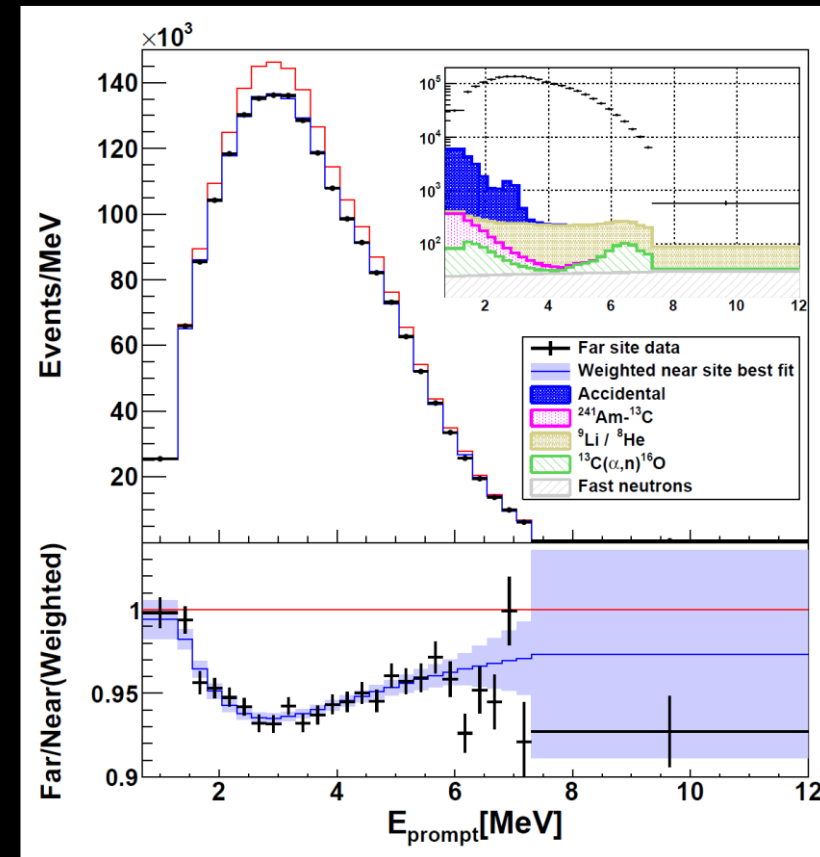 ×10³
140
120
100
80
60
40
20
Events/MeV
10⁵
10⁴
10³
10²
2 4 6 8 10 12
Far site data
Weighted near site best fit
Accidental
²⁴¹Am-¹³C
⁹Li / ⁸He
¹³C(α,n)¹⁶O
Fast neutrons
Far/Near(Weighted)
1
0.95
0.9
2 4 6 8 10 12
E_prompt[MeV]